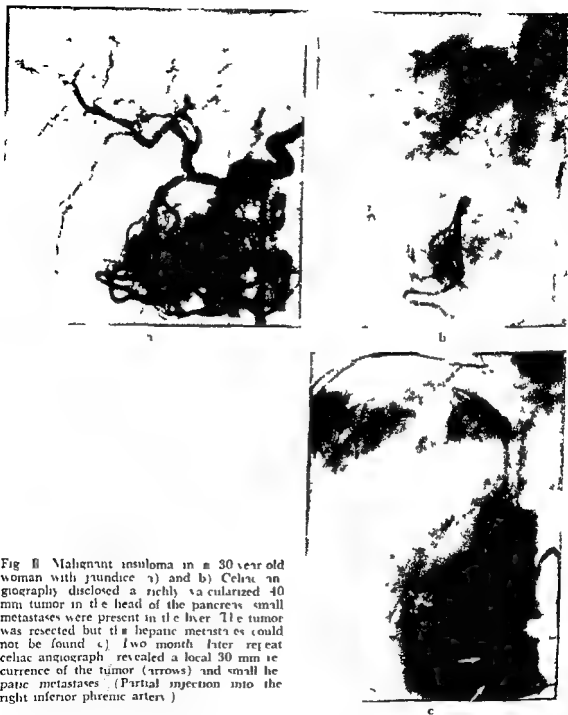 a
b
Fig 8 Malignant insuloma in a 30 year old
woman with jaundice a) and b) Celiac an
giography disclosed a richly vascularized 40
mm tumor in the head of the pancreas small
metastases were present in the liver The tumor
was resected but the hepatic metastases could
not be found c) Two month later repeat
celiac angiography revealed a local 30 mm re
currence of the tumor (arrows) and small he
patic metastases (Partial injection into the
right inferior phrenic artery )
c